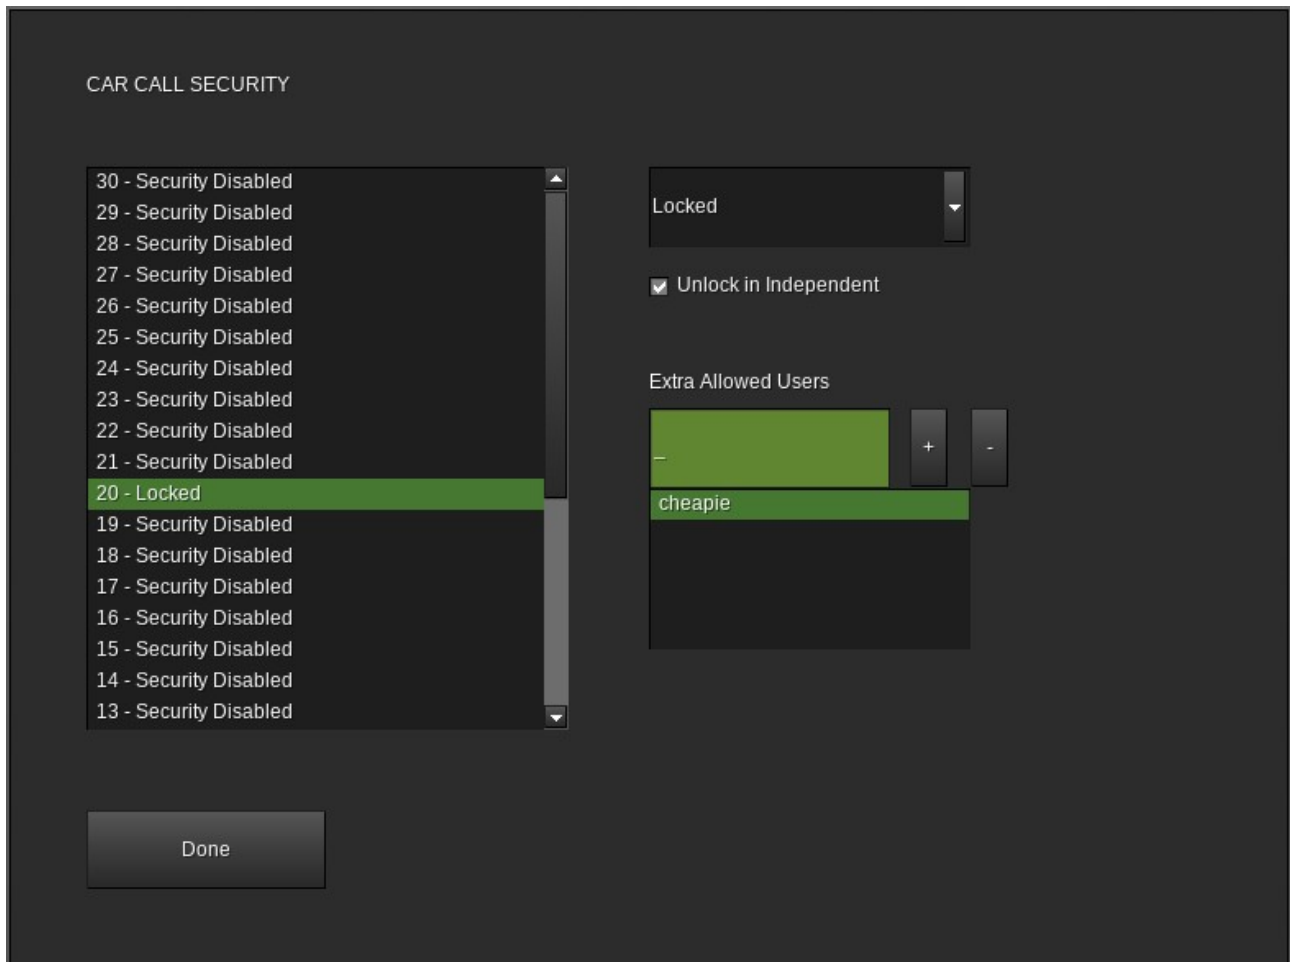 CAR CALL SECURITY
30 - Security Disabled
29 - Security Disabled
28 - Security Disabled
27 - Security Disabled
26 - Security Disabled
25 - Security Disabled
24 - Security Disabled
23 - Security Disabled
22 - Security Disabled
21 - Security Disabled
20 - Locked
19 - Security Disabled
18 - Security Disabled
17 - Security Disabled
16 - Security Disabled
15 - Security Disabled
14 - Security Disabled
13 - Security Disabled
Locked
Unlock in Independent
Extra Allowed Users
_
+
-
cheapie
Done